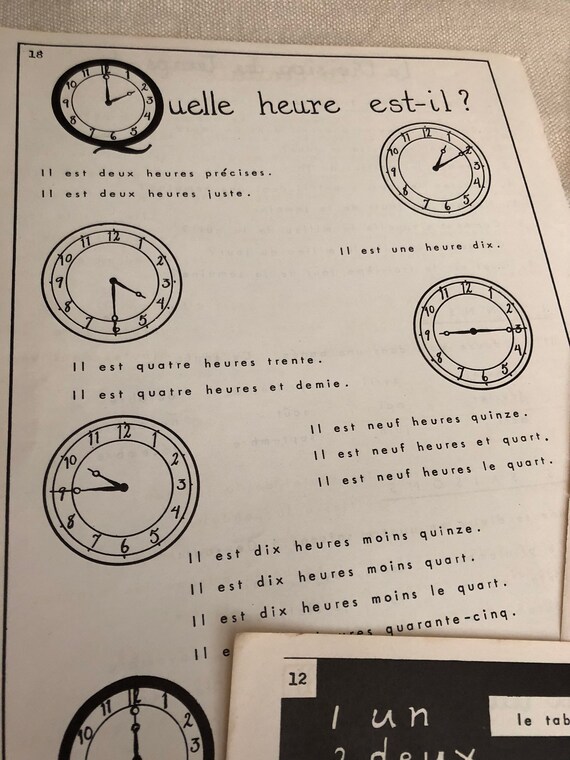 18
Quelle heure est-il?
Il est deux heures précises.
Il est deux heures juste.
Il est une heure dix.
Il est quatre heures trente.
Il est quatre heures et demie.
Il est neuf heures quinze.
Il est neuf heures et quart.
Il est neuf heures le quart.
Il est dix heures moins quinze.
Il est dix heures moins quart.
Il est dix heures moins le quart.
Il quarante-cinq.
12
1 un
le tab
2 deux